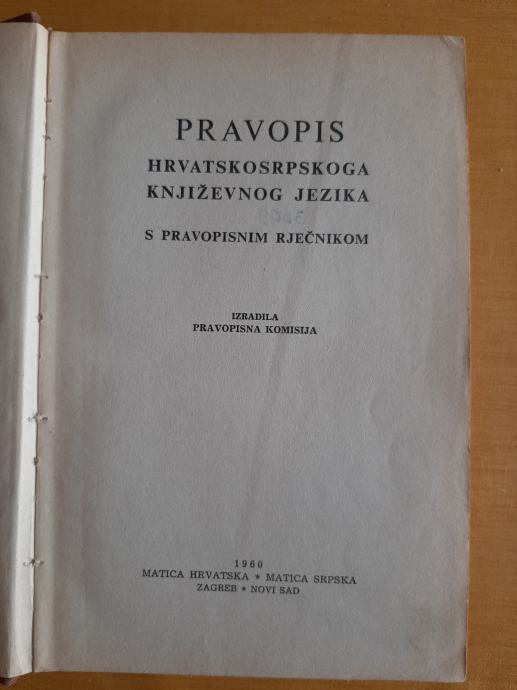 PRAVOPIS
HRVATSKOSRPSKOGA
KNJIŽEVNOG JEZIKA
S PRAVOPISNIM RJEČNIKOM
IZRADILA
PRAVOPISNA KOMISIJA
1960
MATICA HRVATSKA ★ MATICA SRPSKA
ZAGREB ★ NOVI SAD